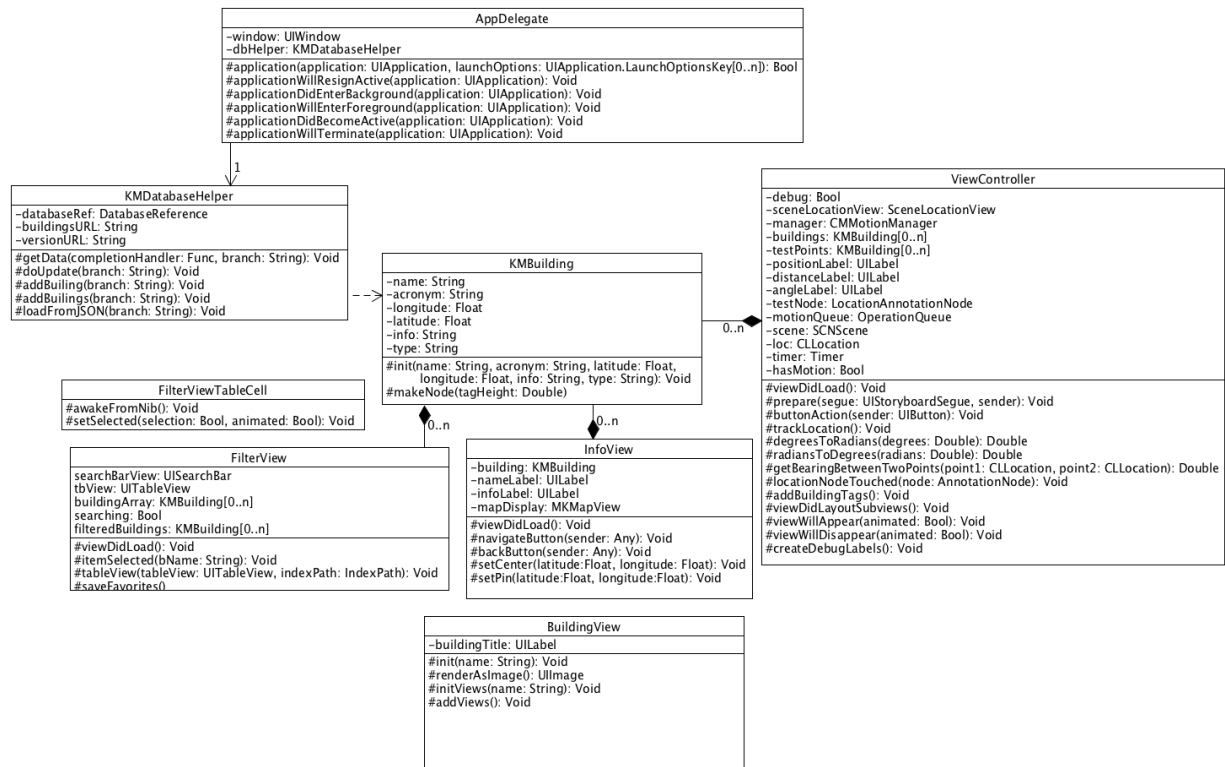 AppDelegate
-window: UIWindow
-dbHelper: KMDatabaseHelper
#application(application: UIApplication, launchOptions: UIApplication.LaunchOptionsKey[0..n]): Bool
#applicationWillResignActive(application: UIApplication): Void
#applicationDidEnterBackground(application: UIApplication): Void
#applicationWillEnterForeground(application: UIApplication): Void
#applicationDidBecomeActive(application: UIApplication): Void
#applicationWillTerminate(application: UIApplication): Void
1
KMDatabaseHelper
-databaseRef: DatabaseReference
-buildingsURL: String
-versionURL: String
#getData(completionHandler: Func, branch: String): Void
#doUpdate(branch: String): Void
#addBuiling(branch: String): Void
#addBuilings(branch: String): Void
#loadFromJSON(branch: String): Void
KMBuilding
-name: String
-acronym: String
-longitude: Float
-latitude: Float
-info: String
-type: String
#init(name: String, acronym: String, latitude: Float,
longitude: Float, info: String, type: String): Void
#makeNode(tagHeight: Double)
0..n
0..n
0..n
ViewController
-debug: Bool
-sceneLocationView: SceneLocationView
-manager: CMMotionManager
-buildings: KMBuilding[0..n]
-testPoints: KMBuilding[0..n]
-positionLabel: UILabel
-distanceLabel: UILabel
-angleLabel: UILabel
-testNode: LocationAnnotationNode
-motionQueue: OperationQueue
-scene: SCNScene
-loc: CLLocation
-timer: Timer
-hasMotion: Bool
#viewDidLoad(): Void
#prepare(segue: UIStoryboardSegue, sender): Void
#buttonAction(sender: UIButton): Void
#trackLocation(): Void
#degreesToRadians(degrees: Double): Double
#radiansToDegrees(radians: Double): Double
#getBearingBetweenTwoPoints(point1: CLLocation, point2: CLLocation): Double
#locationNodeTouched(node: AnnotationNode): Void
#addBuildingTags(): Void
#viewDidLayoutSubviews(): Void
#viewWillAppear(animated: Bool): Void
#viewWillDisappear(animated: Bool): Void
#createDebugLabels(): Void
FilterViewTableCell
#awakeFromNib(): Void
#setSelected(selection: Bool, animated: Bool): Void
FilterView
searchBarView: UISearchBar
tbView: UITableView
buildingArray: KMBuilding[0..n]
searching: Bool
filteredBuildings: KMBuilding[0..n]
#viewDidLoad(): Void
#itemSelected(bName: String): Void
#tableView(tableView: UITableView, indexPath: IndexPath): Void
#saveFavorites()
InfoView
-building: KMBuilding
-nameLabel: UILabel
-infoLabel: UILabel
-mapDisplay: MKMapView
#viewDidLoad(): Void
#navigateButton(sender: Any): Void
#backButton(sender: Any): Void
#setCenter(latitude:Float, longitude: Float): Void
#setPin(latitude:Float, longitude:Float): Void
BuildingView
-buildingTitle: UILabel
#init(name: String): Void
#renderAsImage(): UIImage
#initViews(name: String): Void
#addViews(): Void